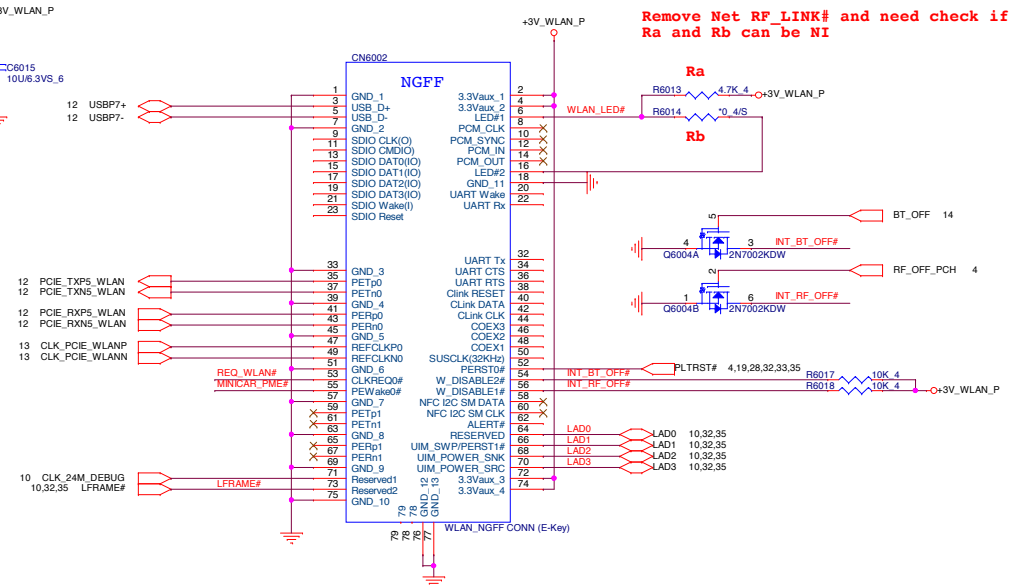 3V_WLAN_P
C6015
10U/6.3VS_6
+3V_WLAN_P
Remove Net RF_LINK# and need check if
Ra and Rb can be NI
CN6002
NGFF
Ra
R6013 4.7K_4 +3V_WLAN_P
WLAN_LED# R6014 *0_4/S
Rb
12 USBP7+
12 USBP7-
1 GND_1
3 USB_D+
5 USB_D-
7 GND_2
9 SDIO CLK(O)
11 SDIO CMDIO)
13 SDIO DAT0(IO)
15 SDIO DAT1(IO)
17 SDIO DAT2(IO)
19 SDIO DAT3(IO)
21 SDIO Wake(I)
23 SDIO Reset
3.3Vaux_1 2
3.3Vaux_2 4
LED#1 6
PCM_CLK 8
PCM_SYNC 10
PCM_IN 12
PCM_OUT 14
LED#2 16
GND_11 18
UART Wake 20
UART Rx 22
5 BT_OFF 14
4 3 INT_BT_OFF#
Q6004A 2N7002KDW
2 RF_OFF_PCH 4
1 6 INT_RF_OFF#
Q6004B 2N7002KDW
12 PCIE_TXP5_WLAN
12 PCIE_TXN5_WLAN
12 PCIE_RXP5_WLAN
12 PCIE_RXN5_WLAN
13 CLK_PCIE_WLANP
13 CLK_PCIE_WLANN
REQ_WLAN#
MINICAR_PME#
10 CLK_24M_DEBUG
10,32,35 LFRAME# LFRAME#
33 GND_3
35 PETp0
37 PETn0
39 GND_4
41 PERp0
43 PERn0
45 GND_5
47 REFCLKP0
49 REFCLKN0
51 GND_6
53 CLKREQ0#
55 PEWake0#
57 GND_7
59 PETp1
61 PETn1
63 GND_8
65 PERp1
67 PERn1
69 GND_9
71 Reserved1
73 Reserved2
75 GND_10
UART Tx 32
UART CTS 34
UART RTS 36
Clink RESET 38
CLink DATA 40
CLink CLK 42
COEX3 44
COEX2 46
COEX1 48
SUSCLK(32KHz) 50
PERST0# 52
W_DISABLE2# 54
W_DISABLE1# 56
NFC I2C SM DATA 58
NFC I2C SM CLK 60
ALERT# 62
RESERVED 64
UIM_SWP/PERST1# 66
UIM_POWER_SNK 68
UIM_POWER_SRC 70
3.3Vaux_3 72
3.3Vaux_4 74
PLTRST# 4,19,28,32,33,35
INT_BT_OFF# R6017 10K_4
INT_RF_OFF# R6018 10K_4
+3V_WLAN_P
LAD0 LAD0 10,32,35
LAD1 LAD1 10,32,35
LAD2 LAD2 10,32,35
LAD3 LAD3 10,32,35
79
78
GND_12
GND_13
79
78
76
77
WLAN_NGFF CONN (E-Key)